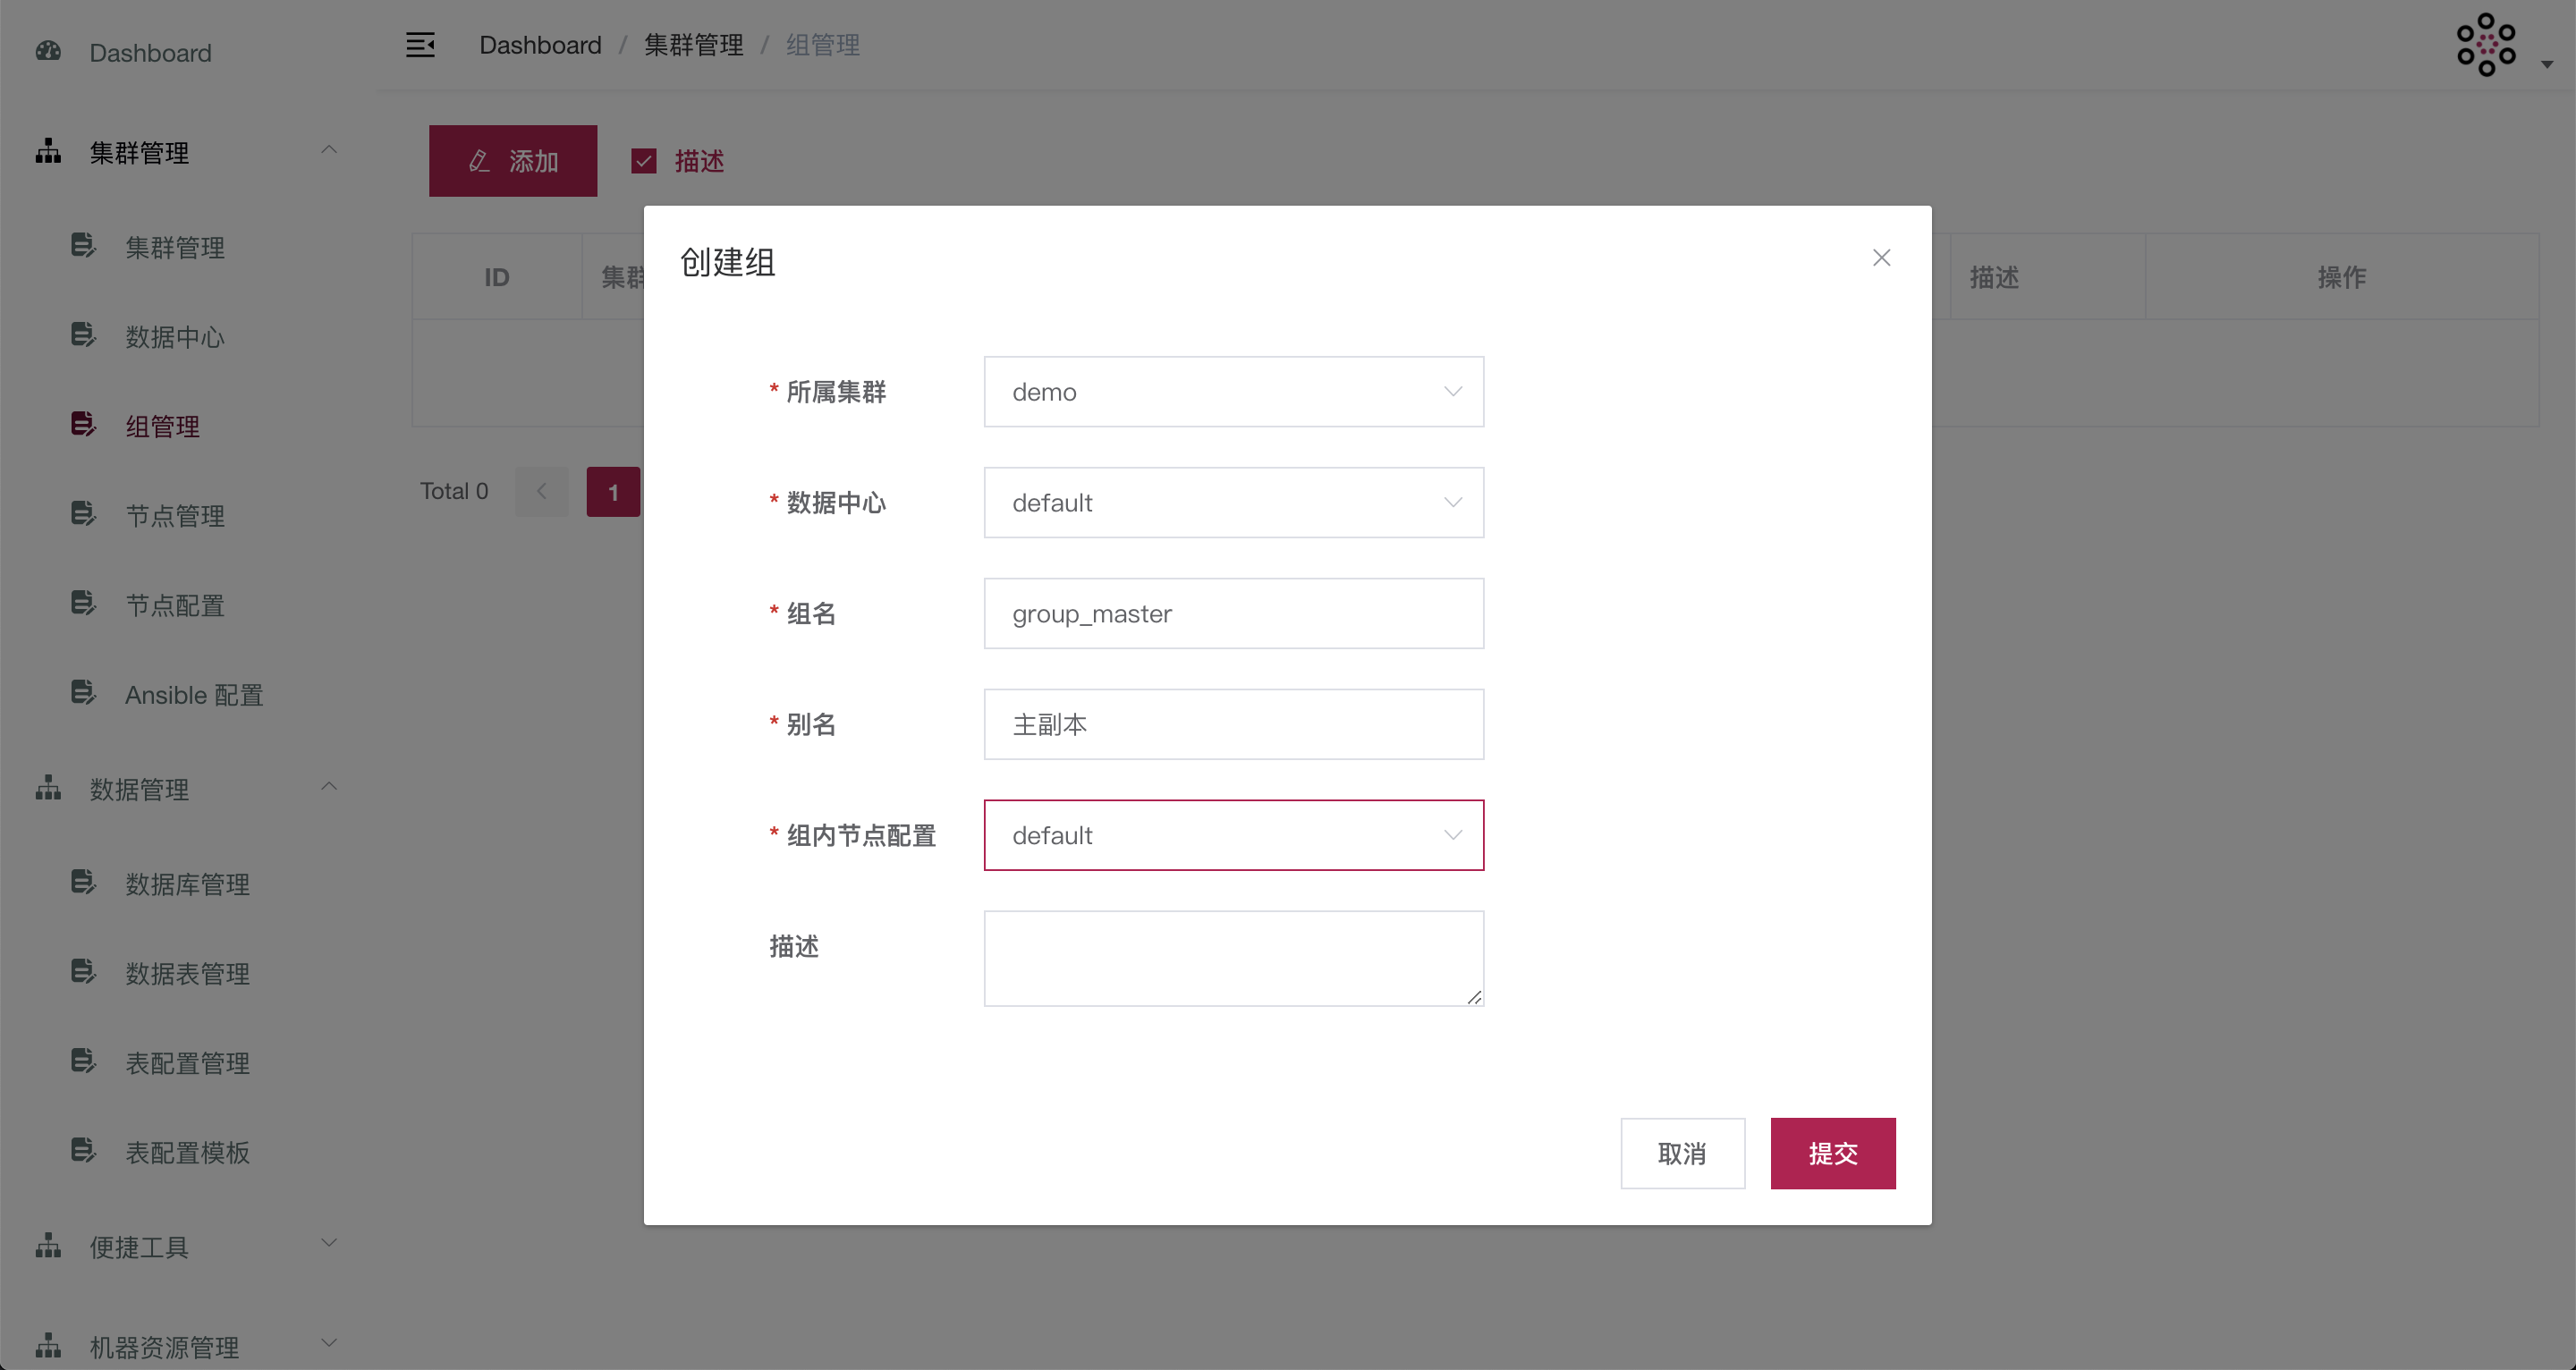 Dashboard
集群管理
集群管理
数据中心
组管理
节点管理
节点配置
Ansible 配置
数据管理
数据库管理
数据表管理
表配置管理
表配置模板
便捷工具
机器资源管理
Dashboard / 集群管理 / 组管理
添加 描述
ID 集群 描述 操作
Total 0 1
创建组
* 所属集群 demo
* 数据中心 default
* 组名 group_master
* 别名 主副本
* 组内节点配置 default
描述
取消 提交